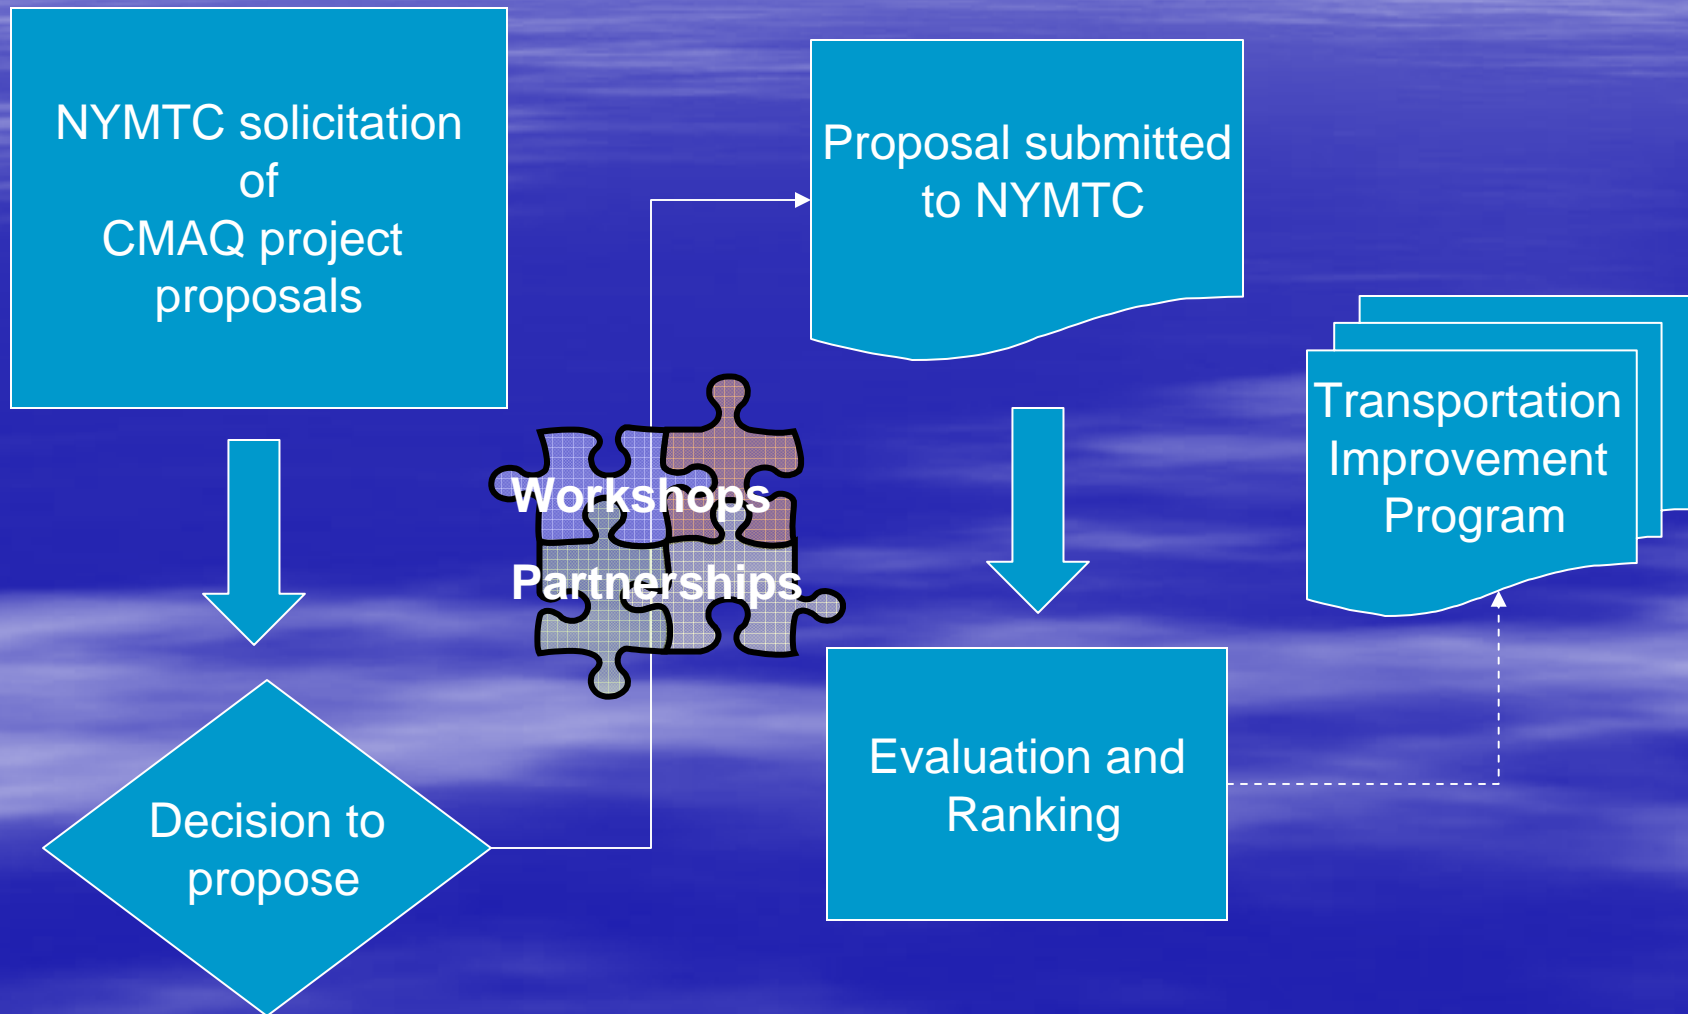 NYMTC solicitation
of
CMAQ project
proposals
Decision to
propose
Workshops
Partnerships
Proposal submitted
to NYMTC
Evaluation and
Ranking
Transportation
Improvement
Program